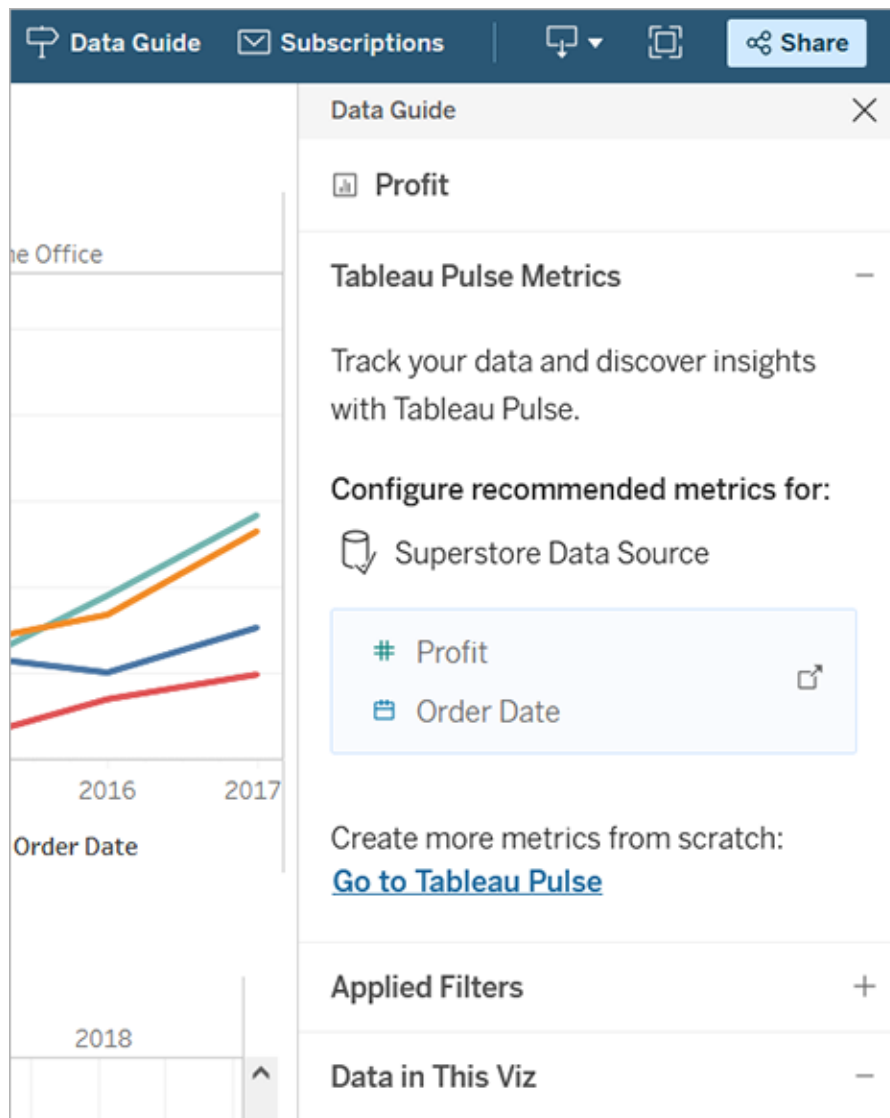 Data Guide
Subscriptions
Share
Data Guide
Profit
Office
Tableau Pulse Metrics
Track your data and discover insights
with Tableau Pulse.
Configure recommended metrics for:
Superstore Data Source
Profit
Order Date
2016
2017
Order Date
Create more metrics from scratch:
Go to Tableau Pulse
Applied Filters
2018
Data in This Viz